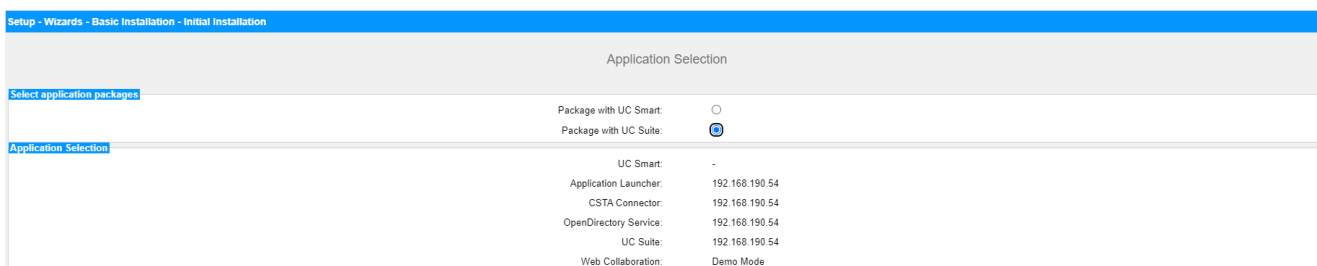 Setup - Wizards - Basic Installation - Initial Installation
Application Selection
Select application packages
Package with UC Smart:
Package with UC Suite:
Application Selection
UC Smart: -
Application Launcher: 192.168.190.54
CSTA Connector: 192.168.190.54
OpenDirectory Service: 192.168.190.54
UC Suite: 192.168.190.54
Web Collaboration: Demo Mode